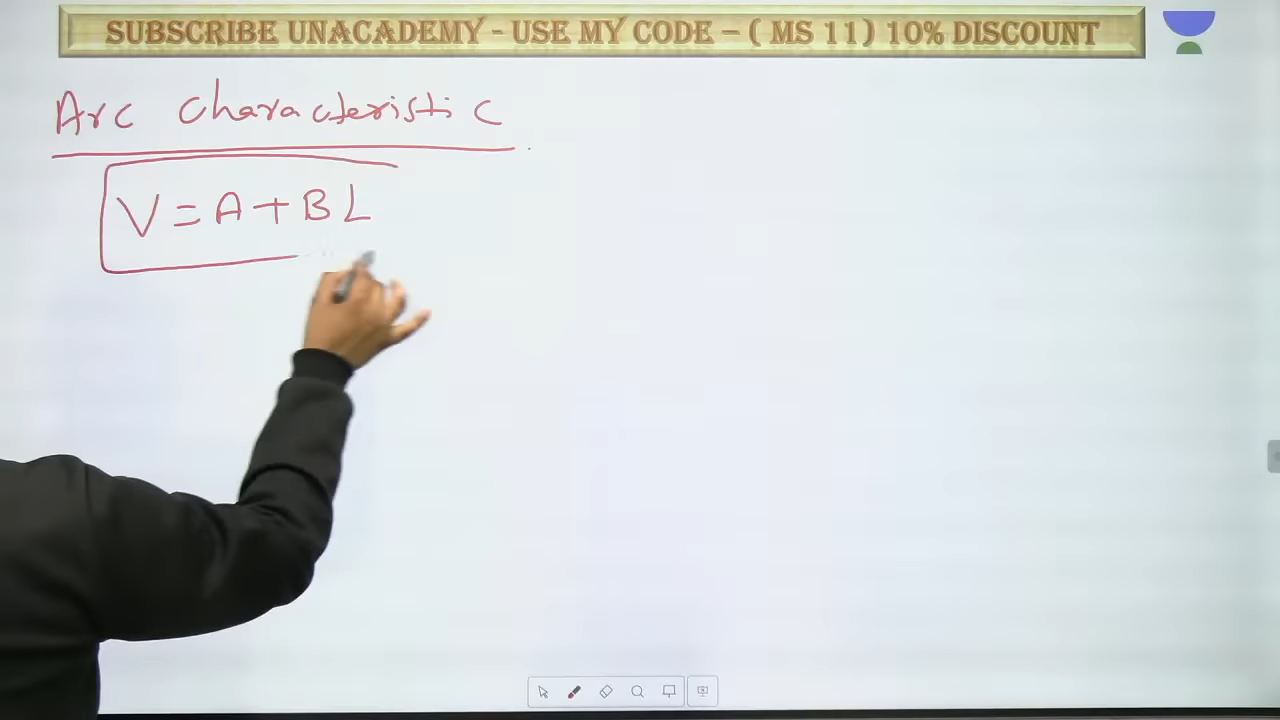 SUBSCRIBE UNACADEMY - USE MY CODE – ( MS 11) 10% DISCOUNT
Arc characteristic
V = A + BL